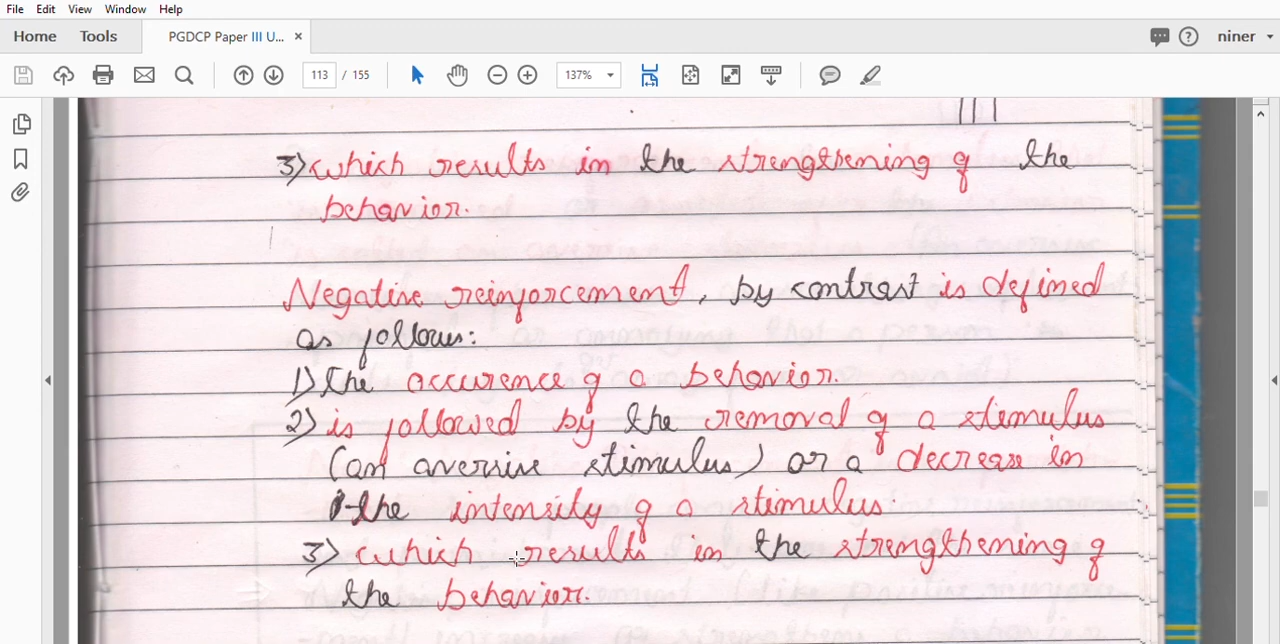 File Edit View Window Help
Home Tools PGDCP Paper III U... × niner
113 / 155 137%
111
3) which results in the strengthening of the
behavior.
Negative reinforcement, by contrast is defined
as follows:
1) the occurence of a behavior.
2) is followed by the removal of a stimulus
(an aversive stimulus) or a decrease in
the intensity of a stimulus.
3) which results in the strengthening of
the behavior.